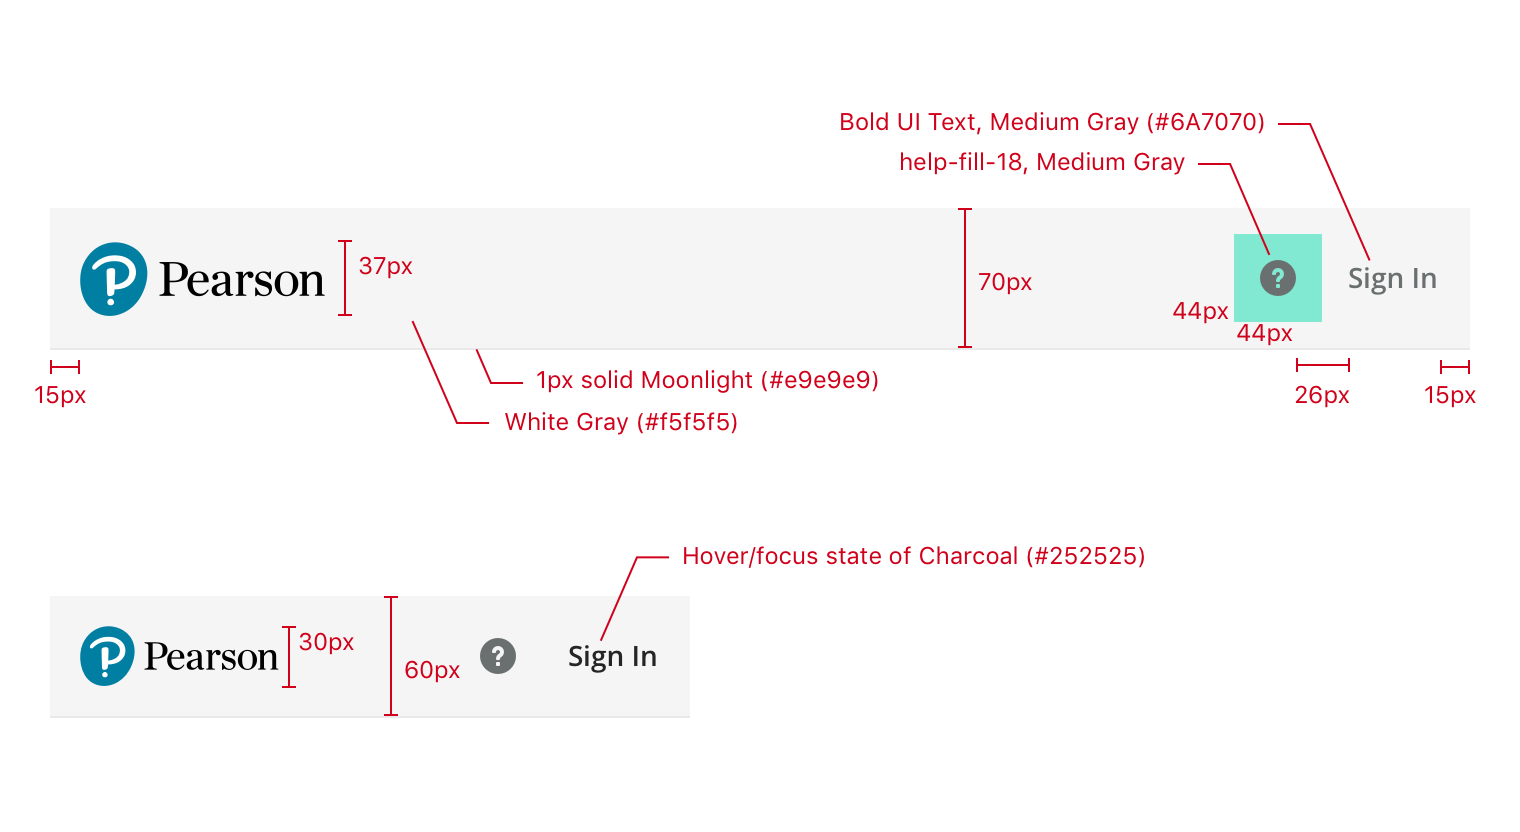 Bold UI Text, Medium Gray (#6A7070)
help-fill-18, Medium Gray
Pearson
37px
70px
44px
44px
?
Sign In
15px
1px solid Moonlight (#e9e9e9)
White Gray (#f5f5f5)
26px
15px
Hover/focus state of Charcoal (#252525)
Pearson
30px
60px
?
Sign In